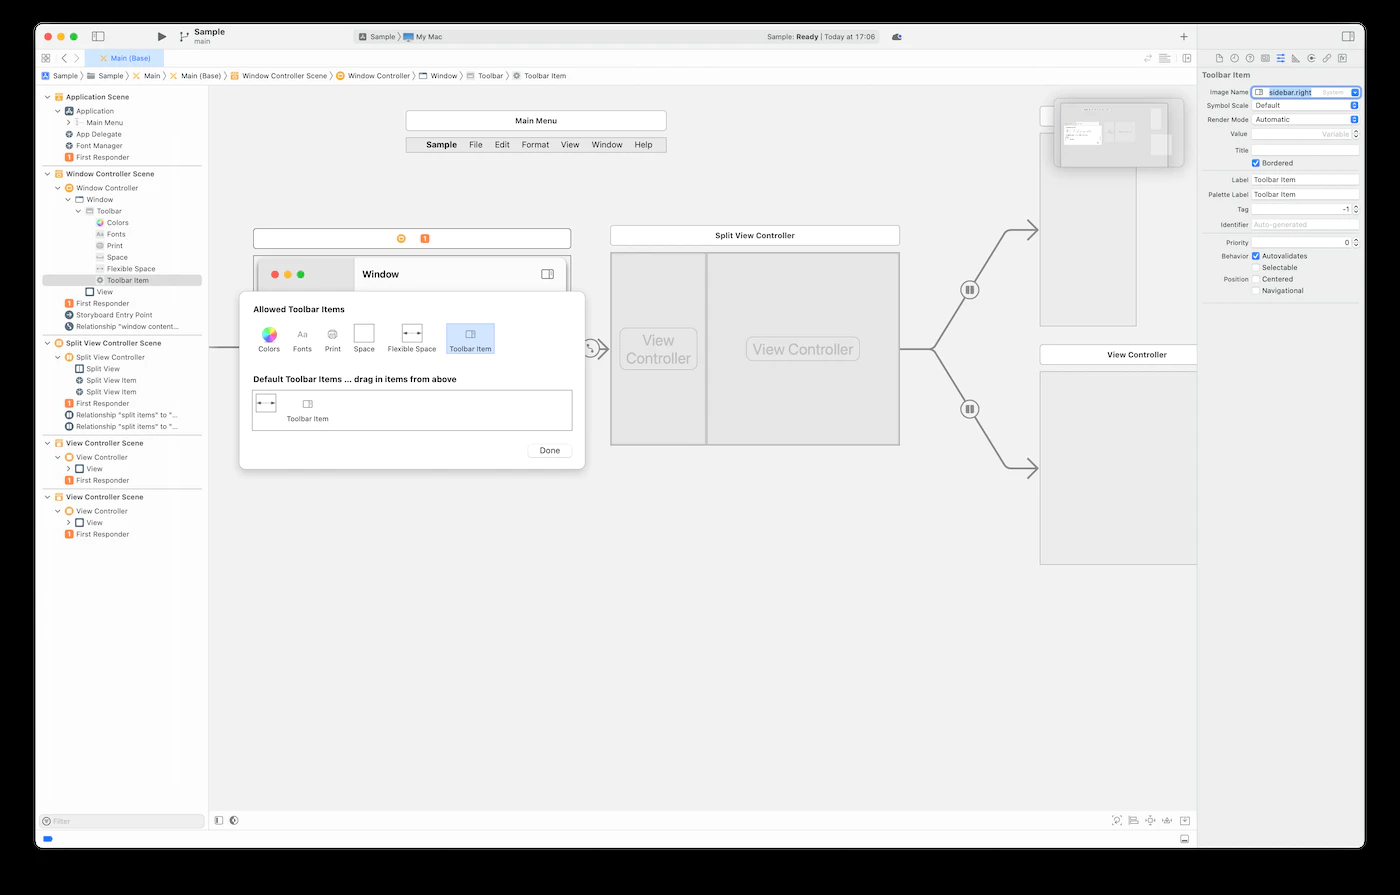 Sample
main
Sample 〉 My Mac
Sample: Ready | Today at 17:06
Main (Base)
Sample 〉 Sample 〉 Main 〉 Main (Base) 〉 Window Controller Scene 〉 Window Controller 〉 Window 〉 Toolbar 〉 Toolbar Item
Application Scene
Application
Main Menu
App Delegate
Font Manager
First Responder
Window Controller Scene
Window Controller
Window
Toolbar
Colors
Aa Fonts
Print
Space
Flexible Space
Toolbar Item
View
First Responder
Storyboard Entry Point
Relationship "window content...
Split View Controller Scene
Split View Controller
Split View
Split View Item
Split View Item
First Responder
Relationship "split items" to "...
Relationship "split items" to "...
View Controller Scene
View Controller
View
First Responder
View Controller Scene
View Controller
View
First Responder
Filter
Main Menu
Sample File Edit Format View Window Help
Window
Allowed Toolbar Items
Aa
Colors Fonts Print Space Flexible Space Toolbar Item
Default Toolbar Items ... drag in items from above
Toolbar Item
Done
Split View Controller
View
Controller
View Controller
View Controller
Toolbar Item
Image Name sidebar.right System
Symbol Scale Default
Render Mode Automatic
Value Variable
Title
Bordered
Label Toolbar Item
Palette Label Toolbar Item
Tag -1
Identifier Auto-generated
Priority 0
Behavior Autovalidates
Selectable
Position Centered
Navigational